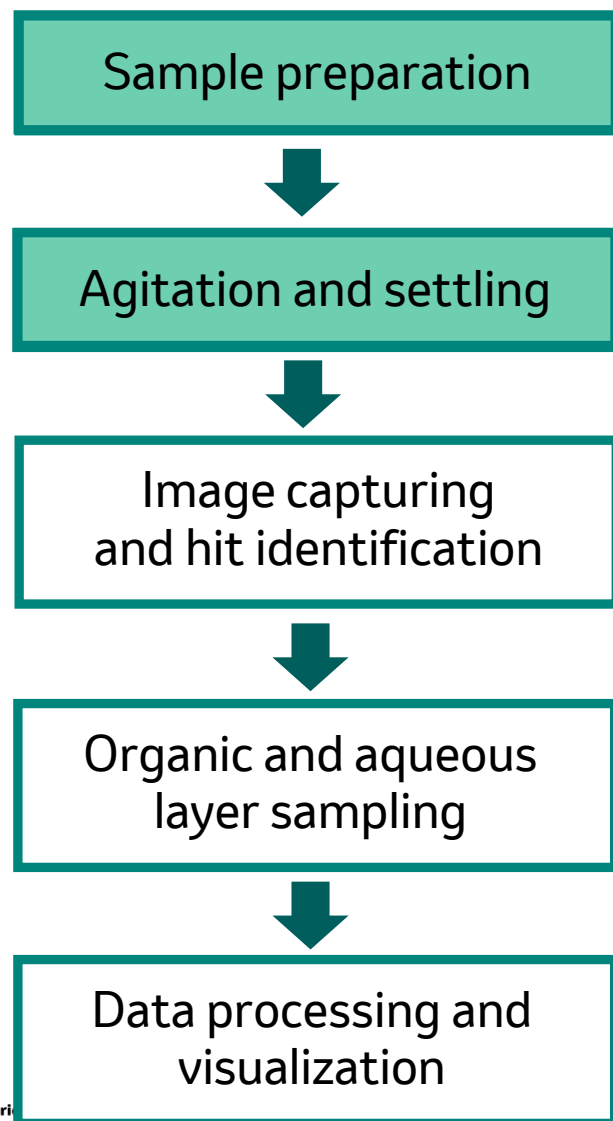 Sample preparation
Agitation and settling
Image capturing
and hit identification
Organic and aqueous
layer sampling
Data processing and
visualization